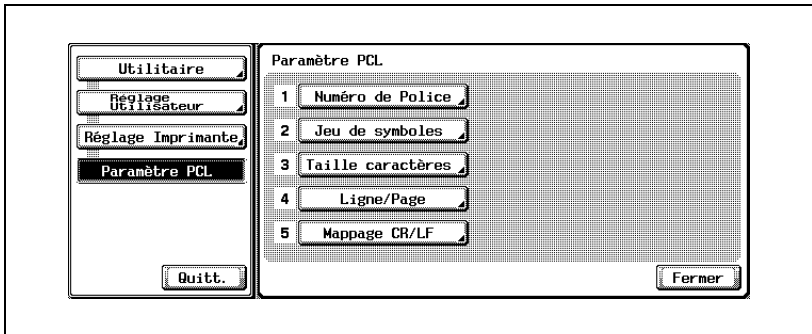 Utilitaire
Réglage
Utilisateur
Réglage Imprimante
Paramètre PCL
Quitt.
Paramètre PCL
1 Numéro de Police
2 Jeu de symboles
3 Taille caractères
4 Ligne/Page
5 Mappage CR/LF
Fermer